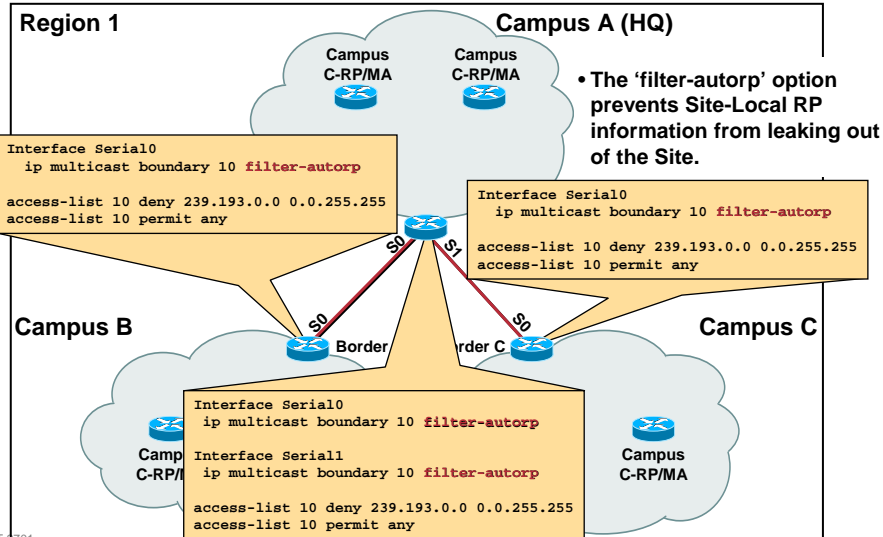 Region 1
Campus A (HQ)
Campus
C-RP/MA
Campus
C-RP/MA
• The ‘filter-autorp’ option
prevents Site-Local RP
information from leaking out
of the Site.
Interface Serial0
ip multicast boundary 10 filter-autorp
access-list 10 deny 239.193.0.0 0.0.255.255
access-list 10 permit any
Interface Serial0
ip multicast boundary 10 filter-autorp
access-list 10 deny 239.193.0.0 0.0.255.255
access-list 10 permit any
S0
S1
S0
S0
Campus B
Campus C
Border
rder C
Interface Serial0
ip multicast boundary 10 filter-autorp
Interface Serial1
ip multicast boundary 10 filter-autorp
access-list 10 deny 239.193.0.0 0.0.255.255
access-list 10 permit any
Camp
C-RP/
Campus
C-RP/MA